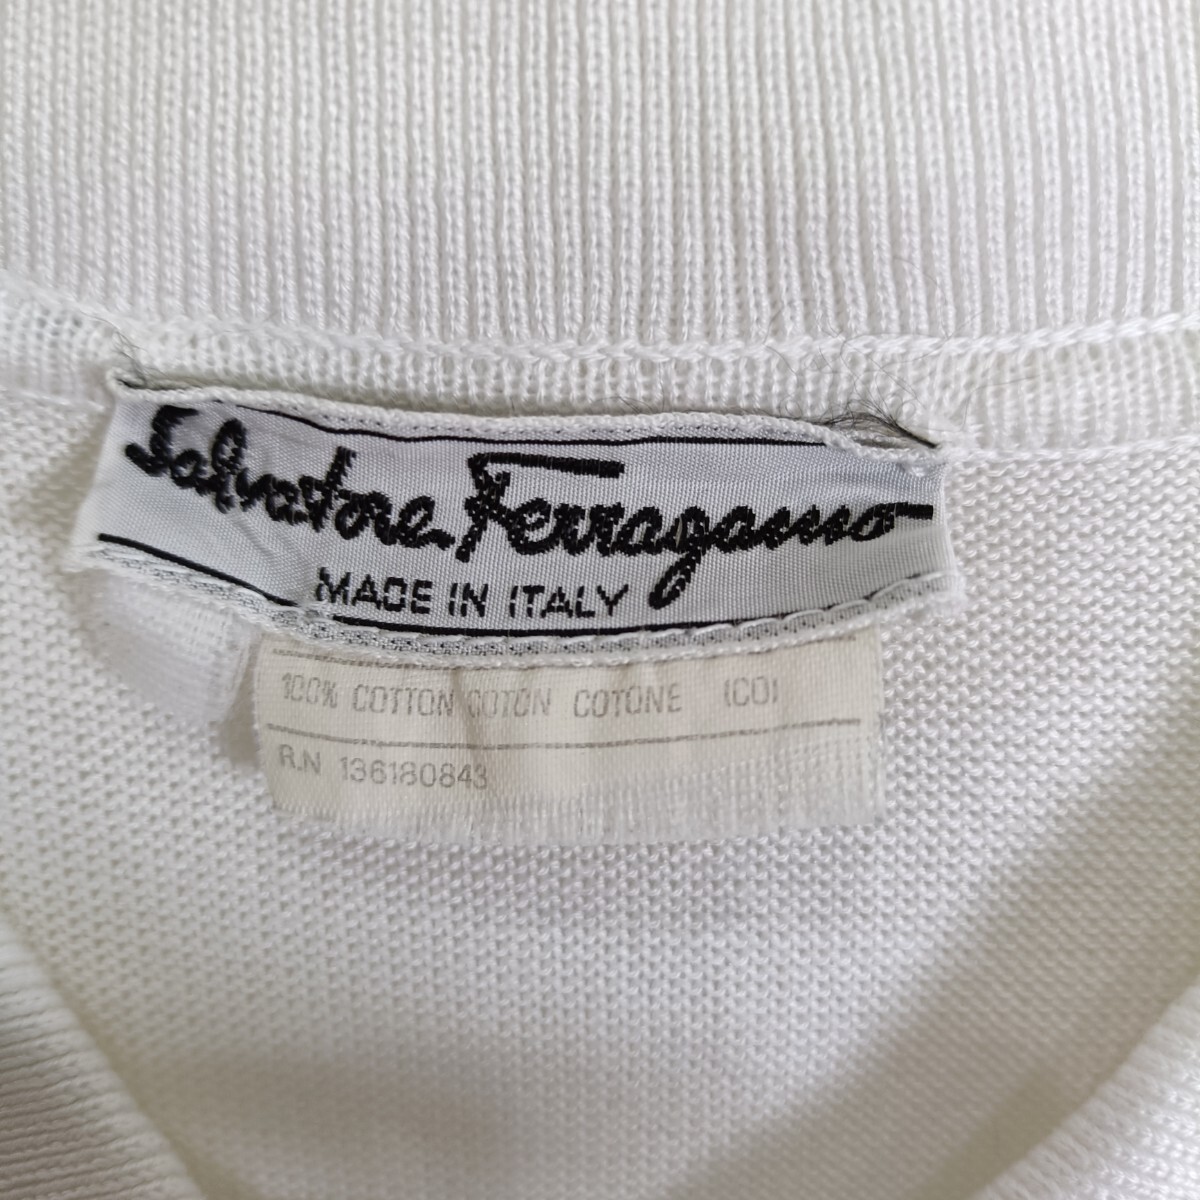 Salvatore Ferragamo
MADE IN ITALY
100% COTTON COTON COTONE (CO)
R.N 136180843